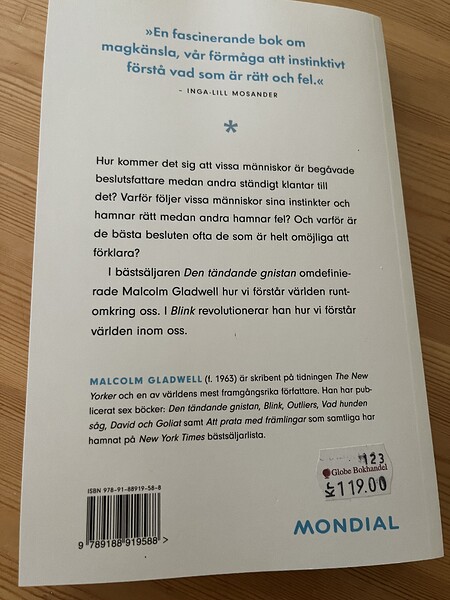 »En fascinerande bok om
magkänsla, vår förmåga att instinktivt
förstå vad som är rätt och fel.«
– INGA-LILL MOSANDER
*
Hur kommer det sig att vissa människor är begåvade
beslutsfattare medan andra ständigt klantar till
det? Varför följer vissa människor sina instinkter och
hamnar rätt medan andra hamnar fel? Och varför är
de bästa besluten ofta de som är helt omöjliga att
förklara?
I bästsäljaren Den tändande gnistan omdefinie-
rade Malcolm Gladwell hur vi förstår världen runt-
omkring oss. I Blink revolutionerar han hur vi förstår
världen inom oss.
MALCOLM GLADWELL (f. 1963) är skribent på tidningen The New
Yorker och en av världens mest framgångsrika författare. Han har pub-
licerat sex böcker: Den tändande gnistan, Blink, Outliers, Vad hunden
såg, David och Goliat samt Att prata med främlingar som samtliga har
hamnat på New York Times bästsäljarlista.
123
Globe Bokhandel
Kr 119.00
ISBN 978-91-88919-58-8
9 789188 919588 >
MONDIAL